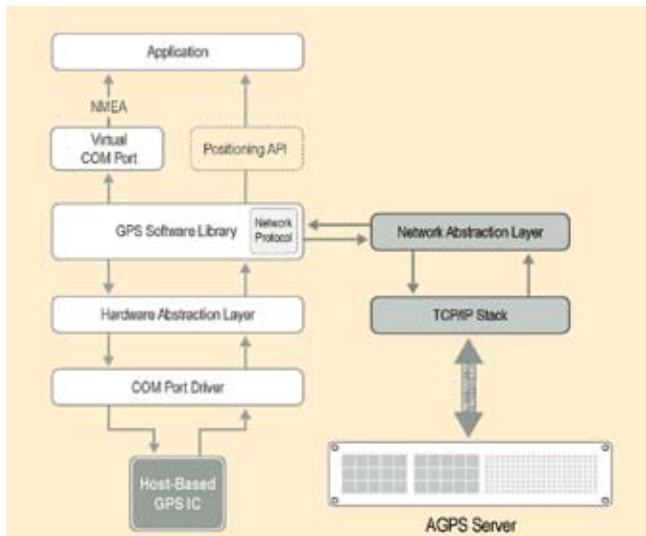 Application
NMEA
Virtual
COM Port
Positioning API
GPS Software Library
Network
Protocol
Network Abstraction Layer
Hardware Abstraction Layer
TCP/IP Stack
COM Port Driver
Host-Based
GPS IC
AGPS Server